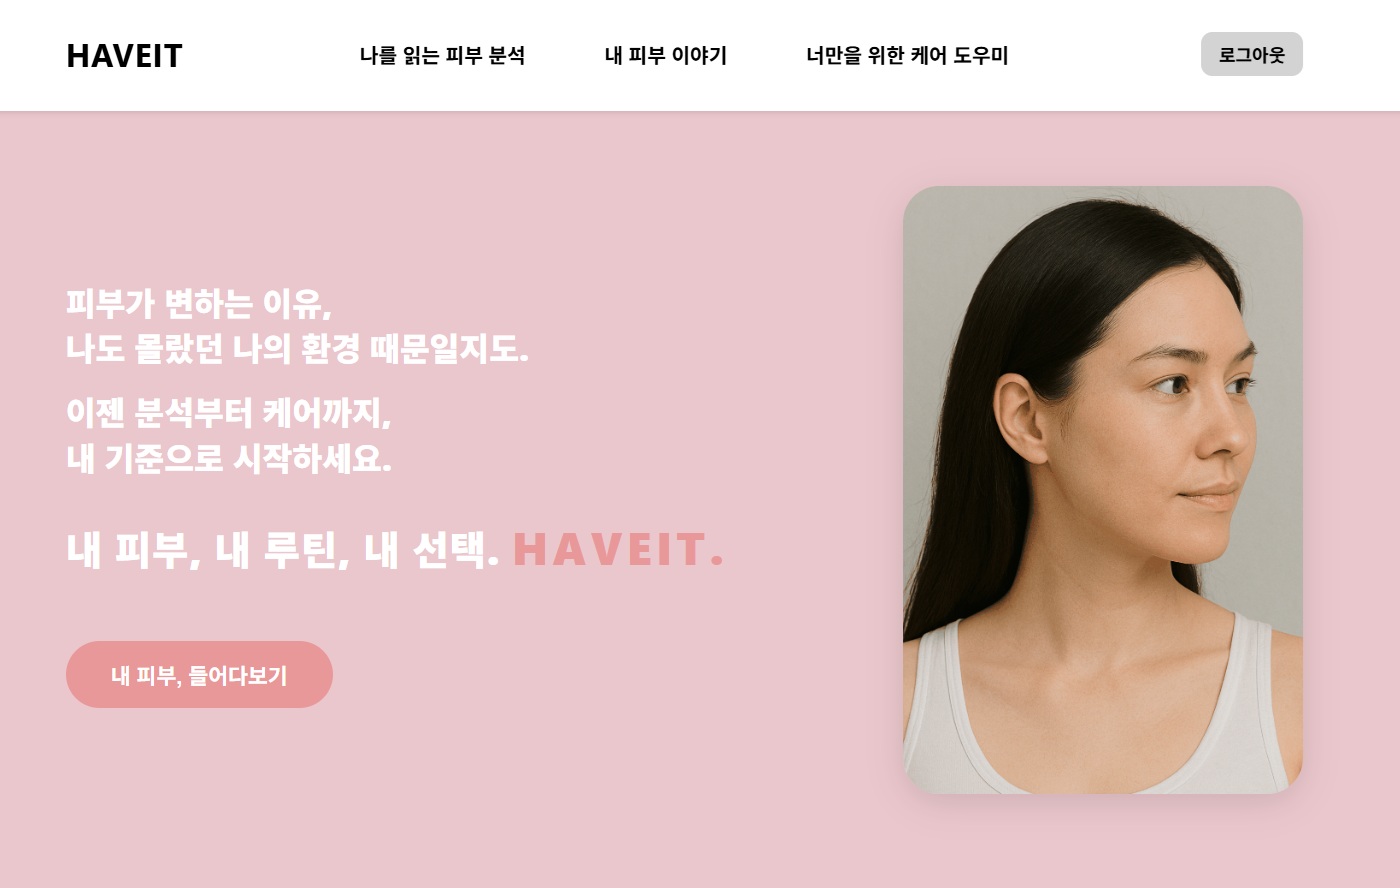 HAVEIT
나를 읽는 피부 분석
내 피부 이야기
너만을 위한 케어 도우미
로그아웃
피부가 변하는 이유,
나도 몰랐던 나의 환경 때문일지도.
이젠 분석부터 케어까지,
내 기준으로 시작하세요.
내 피부, 내 루틴, 내 선택. HAVEIT.
내 피부, 들어다보기